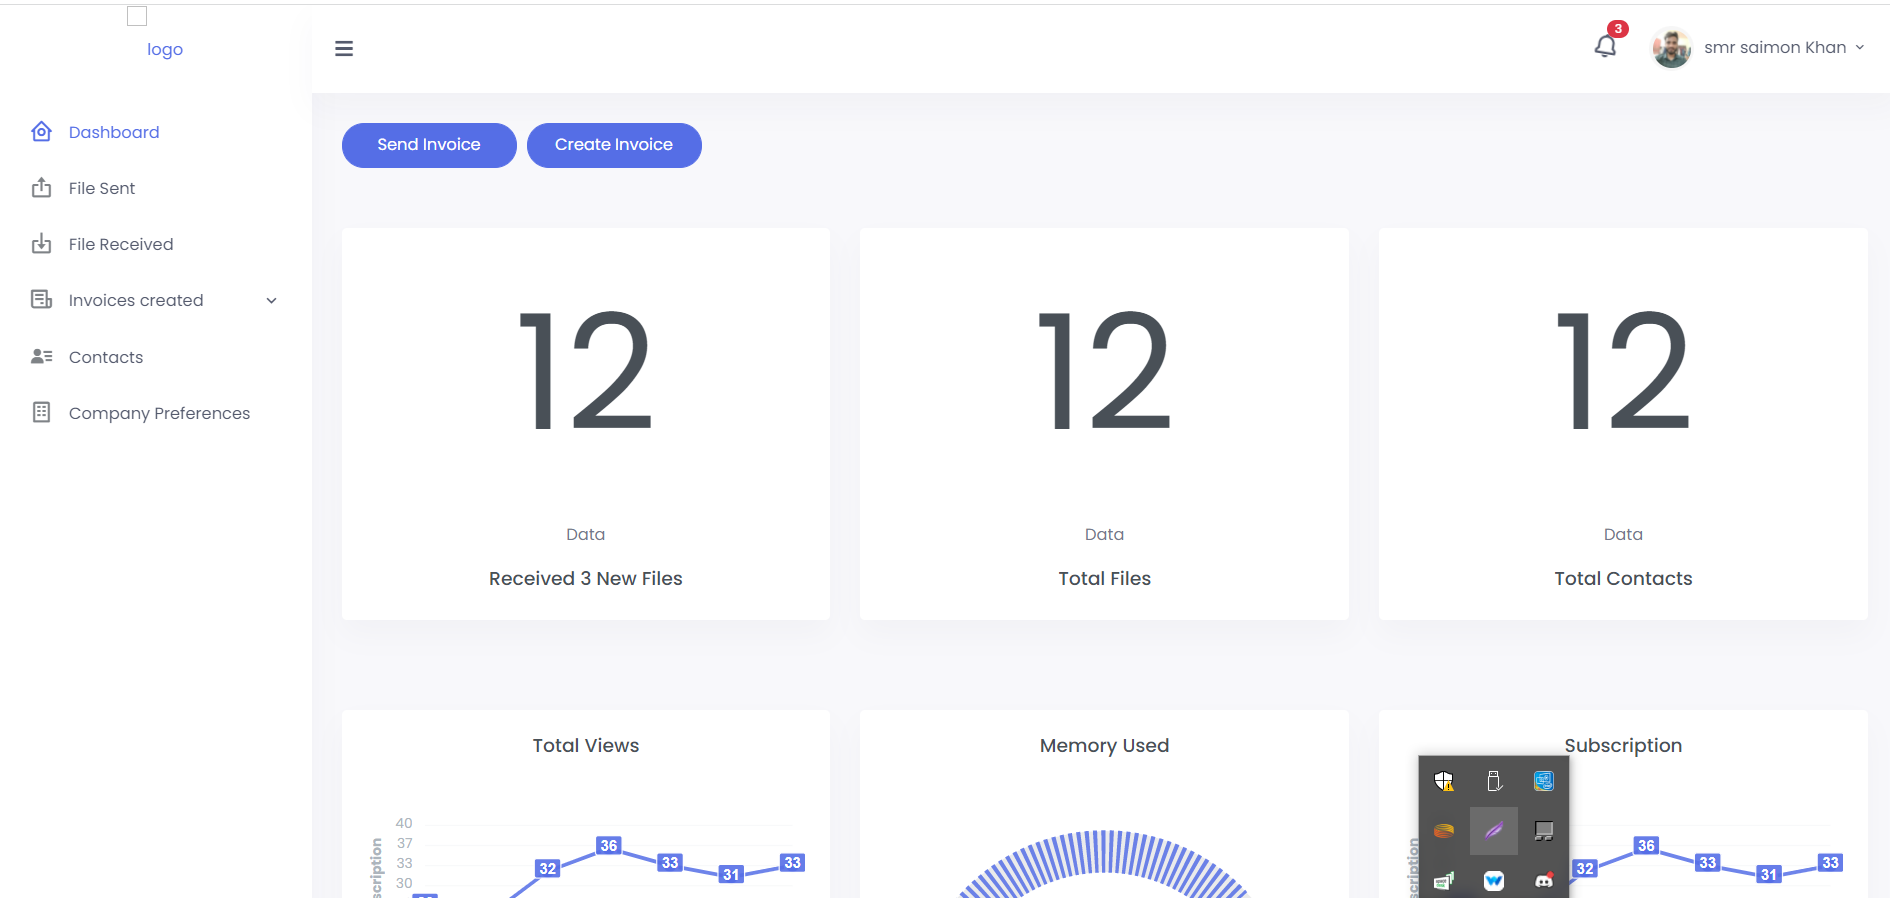 logo
3
smr saimon Khan
Dashboard
File Sent
File Received
Invoices created
Contacts
Company Preferences
Send Invoice
Create Invoice
12
Data
Received 3 New Files
12
Data
Total Files
12
Data
Total Contacts
Total Views
40
37
33
30
32
36
33
31
33
Memory Used
Subscription
32
36
33
31
33